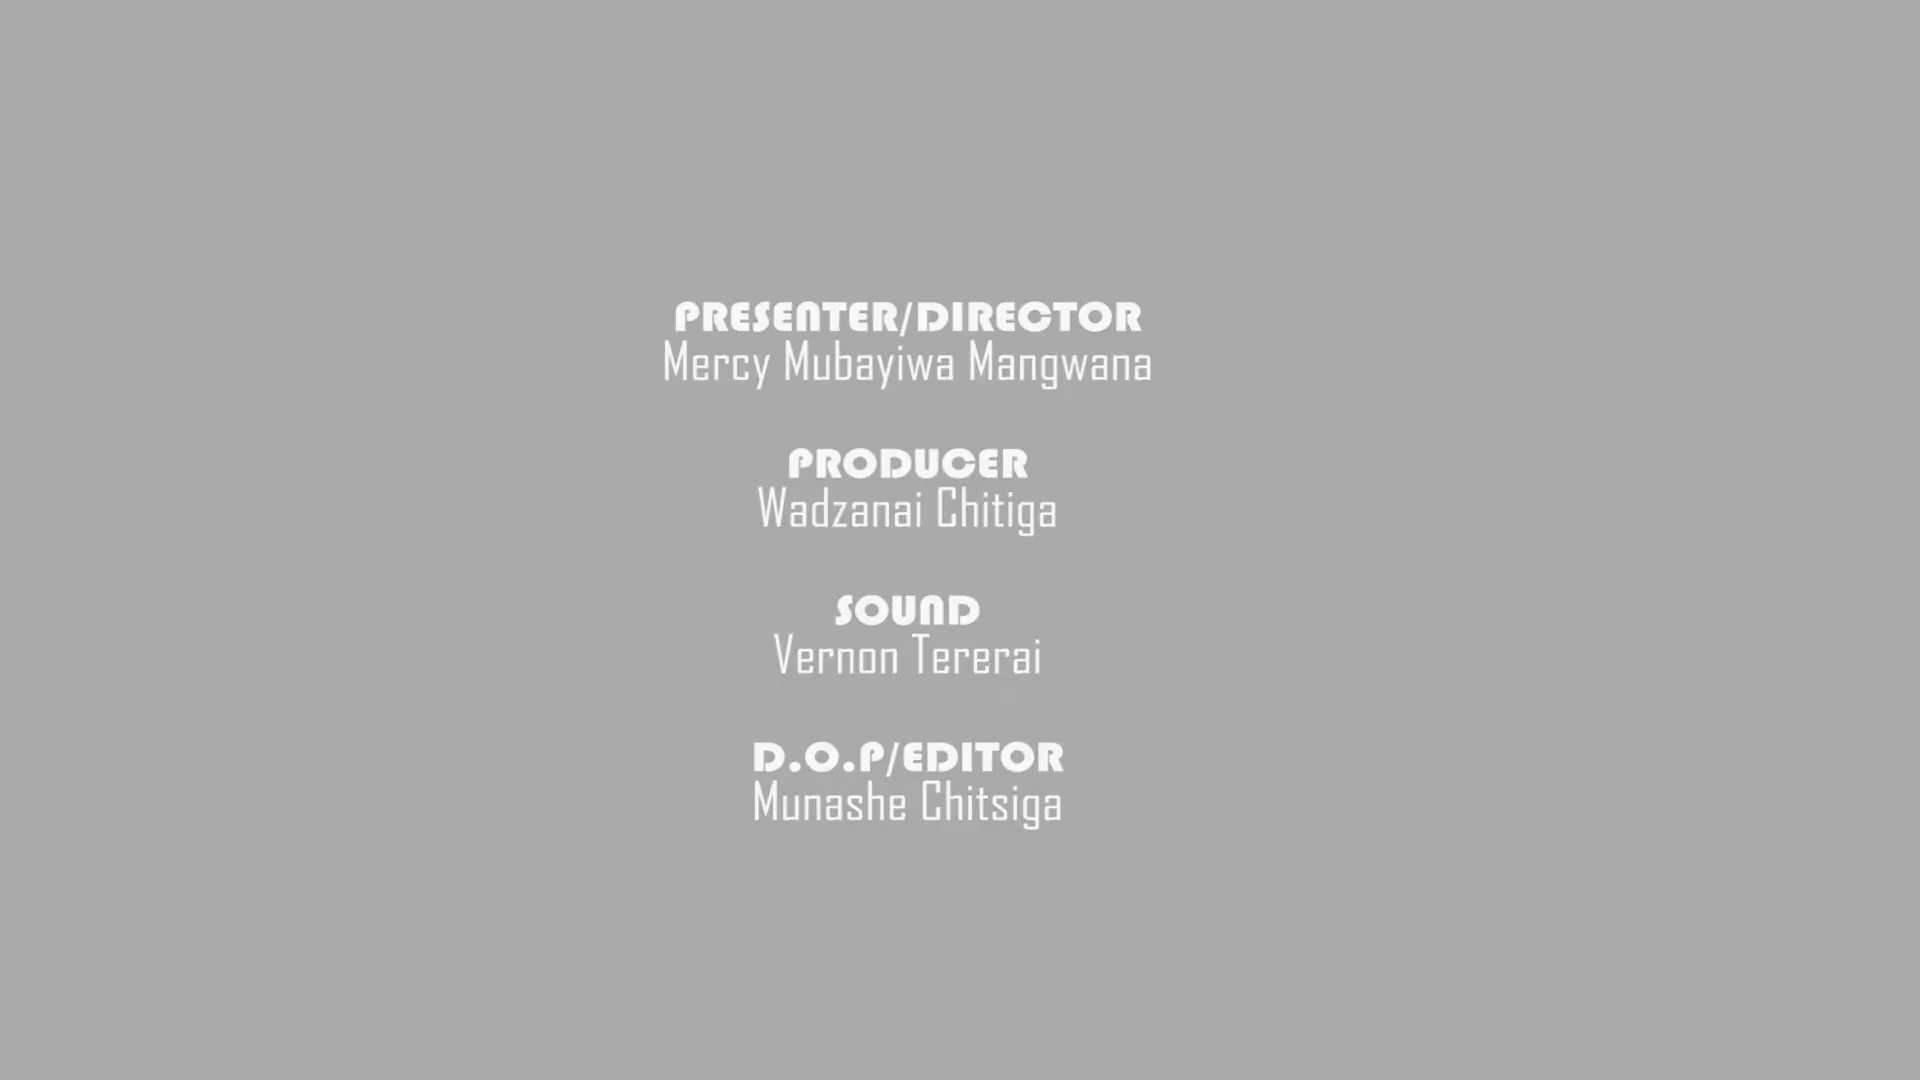 PRESENTER/DIRECTOR
Mercy Mubayiwa Mangwana
PRODUCER
Wadzanai Chitiga
SOUND
Vernon Tererai
D.O.P/EDITOR
Munashe Chitsiga